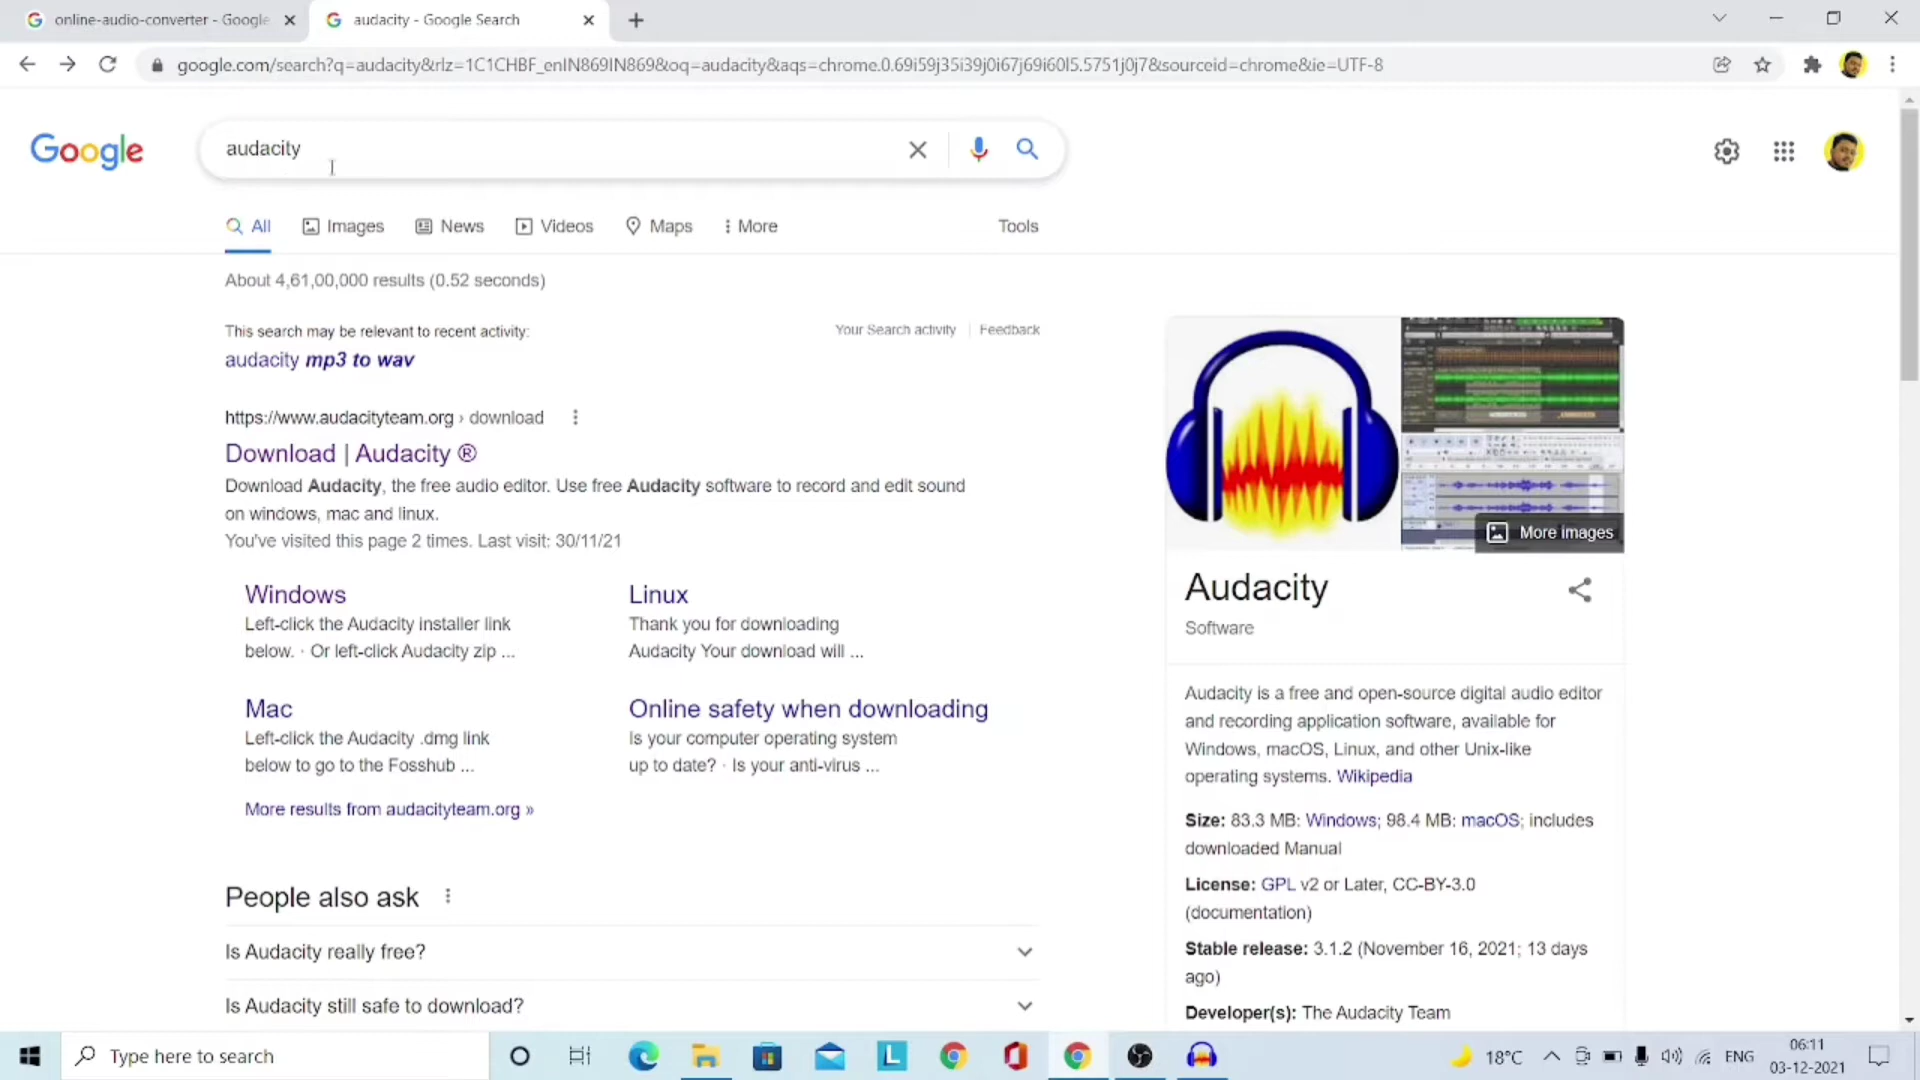 online-audio-converter - Google
audacity - Google Search
google.com/search?q=audacity&rlz=1C1CHBF_enIN869IN869&oq=audacity&aqs=chrome.0.69i59j35i39j0i67j69i60l5.5751j0j7&sourceid=chrome&ie=UTF-8
Google
audacity
All
Images
News
Videos
Maps
More
Tools
About 4,61,00,000 results (0.52 seconds)
This search may be relevant to recent activity:
Your Search activity
Feedback
audacity mp3 to wav
https://www.audacityteam.org › download
Download | Audacity ®
Download Audacity, the free audio editor. Use free Audacity software to record and edit sound
on windows, mac and linux.
You've visited this page 2 times. Last visit: 30/11/21
Windows
Left-click the Audacity installer link
below. · Or left-click Audacity zip ...
Linux
Thank you for downloading
Audacity Your download will ...
Mac
Left-click the Audacity .dmg link
below to go to the Fosshub ...
Online safety when downloading
Is your computer operating system
up to date? · Is your anti-virus ...
More results from audacityteam.org »
People also ask
Is Audacity really free?
Is Audacity still safe to download?
More images
Audacity
Software
Audacity is a free and open-source digital audio editor
and recording application software, available for
Windows, macOS, Linux, and other Unix-like
operating systems. Wikipedia
Size: 83.3 MB: Windows; 98.4 MB: macOS; includes
downloaded Manual
License: GPL v2 or Later, CC-BY-3.0
(documentation)
Stable release: 3.1.2 (November 16, 2021; 13 days
ago)
Developer(s): The Audacity Team
Type here to search
L
18°C
ENG
06:11
03-12-2021